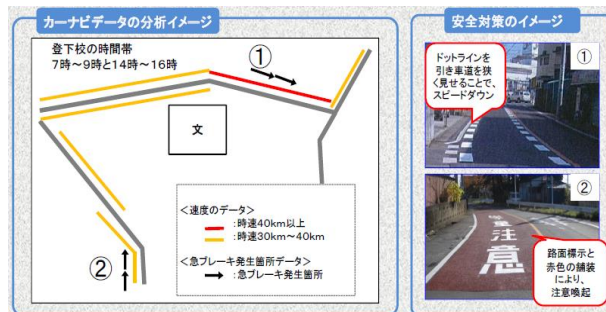 カーナビデータの分析イメージ
登下校の時間帯
7時～9時と14時～16時
①
文
②
<速度のデータ>
:時速40km以上
:時速30km～40km
<急ブレーキ発生箇所データ>
:急ブレーキ発生箇所
安全対策のイメージ
①
ドットラインを
引き車道を狭
く見せることで、
スピードダウン
②
注意
路面標示と
赤色の舗装
により、
注意喚起